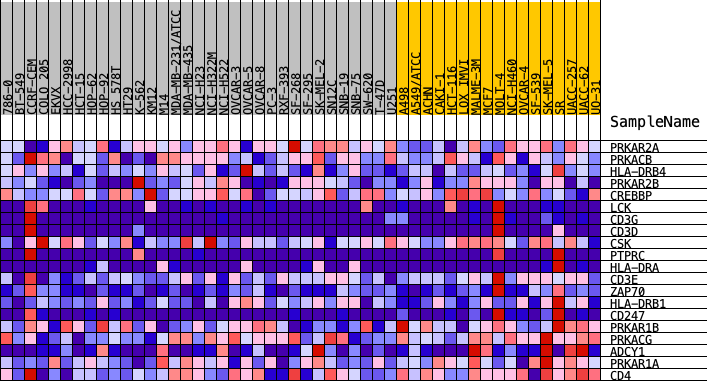 786-0
BT-549
CCRF-CEM
COLO 205
EKVX
HCC-2998
HCT-15
HOP-62
HOP-92
HS 578T
HT29
K-562
KM12
M14
MDA-MB-231/ATCC
MDA-MB-435
NCI-H23
NCI-H322M
NCI-H522
OVCAR-3
OVCAR-5
OVCAR-8
PC-3
RXF-393
SF-268
SF-295
SK-MEL-2
SN12C
SNB-19
SNB-75
SW-620
T-47D
U251
A498
A549/ATCC
ACHN
CAKI-1
HCT-116
LOX IMVI
MALME-3M
MCF7
MOLT-4
NCI-H460
OVCAR-4
SF-539
SK-MEL-5
SR
UACC-257
UACC-62
UO-31
SampleName
PRKAR2A
PRKACB
HLA-DRB4
PRKAR2B
CREBBP
LCK
CD3G
CD3D
CSK
PTPRC
HLA-DRA
CD3E
ZAP70
HLA-DRB1
CD247
PRKAR1B
PRKACG
ADCY1
PRKAR1A
CD4